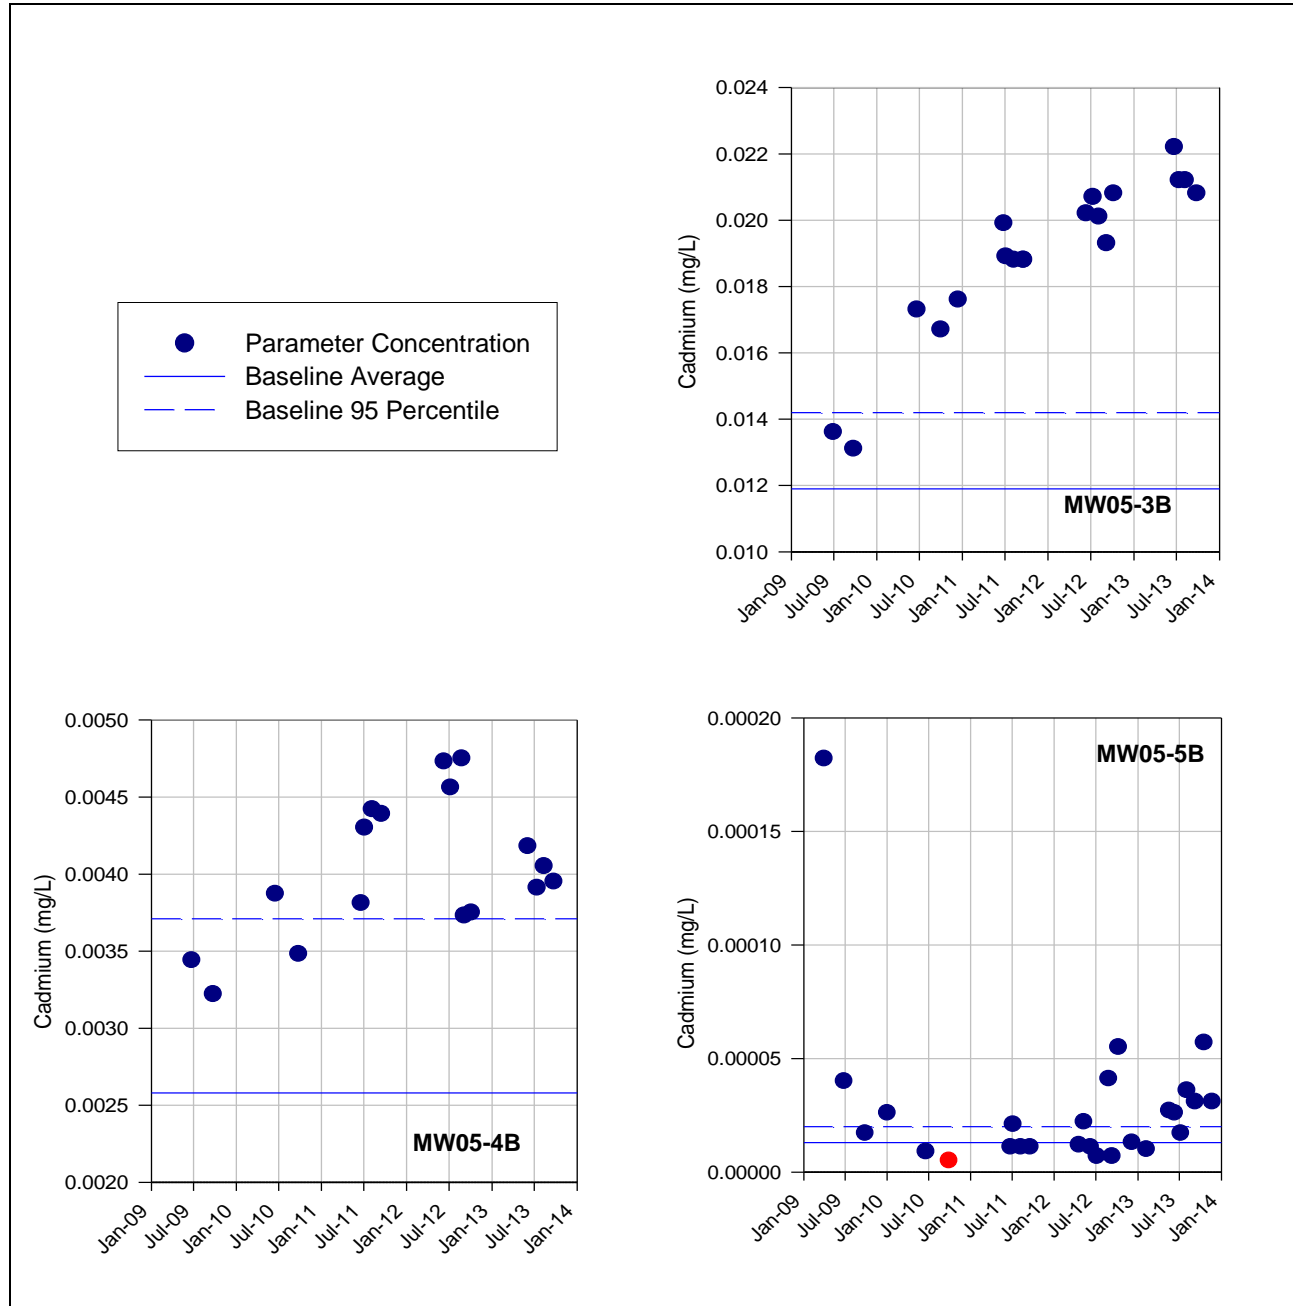 0.024
0.022
0.020
0.018
0.016
0.014
0.012
0.010
Cadmium (mg/L)
MW05-3B
Jan-09
Jul-09
Jan-10
Jul-10
Jan-11
Jul-11
Jan-12
Jul-12
Jan-13
Jul-13
Jan-14
Parameter Concentration
Baseline Average
Baseline 95 Percentile
0.0050
0.0045
0.0040
0.0035
0.0030
0.0025
0.0020
Cadmium (mg/L)
MW05-4B
Jan-09
Jul-09
Jan-10
Jul-10
Jan-11
Jul-11
Jan-12
Jul-12
Jan-13
Jul-13
Jan-14
0.00020
0.00015
0.00010
0.00005
0.00000
Cadmium (mg/L)
MW05-5B
Jan-09
Jul-09
Jan-10
Jul-10
Jan-11
Jul-11
Jan-12
Jul-12
Jan-13
Jul-13
Jan-14